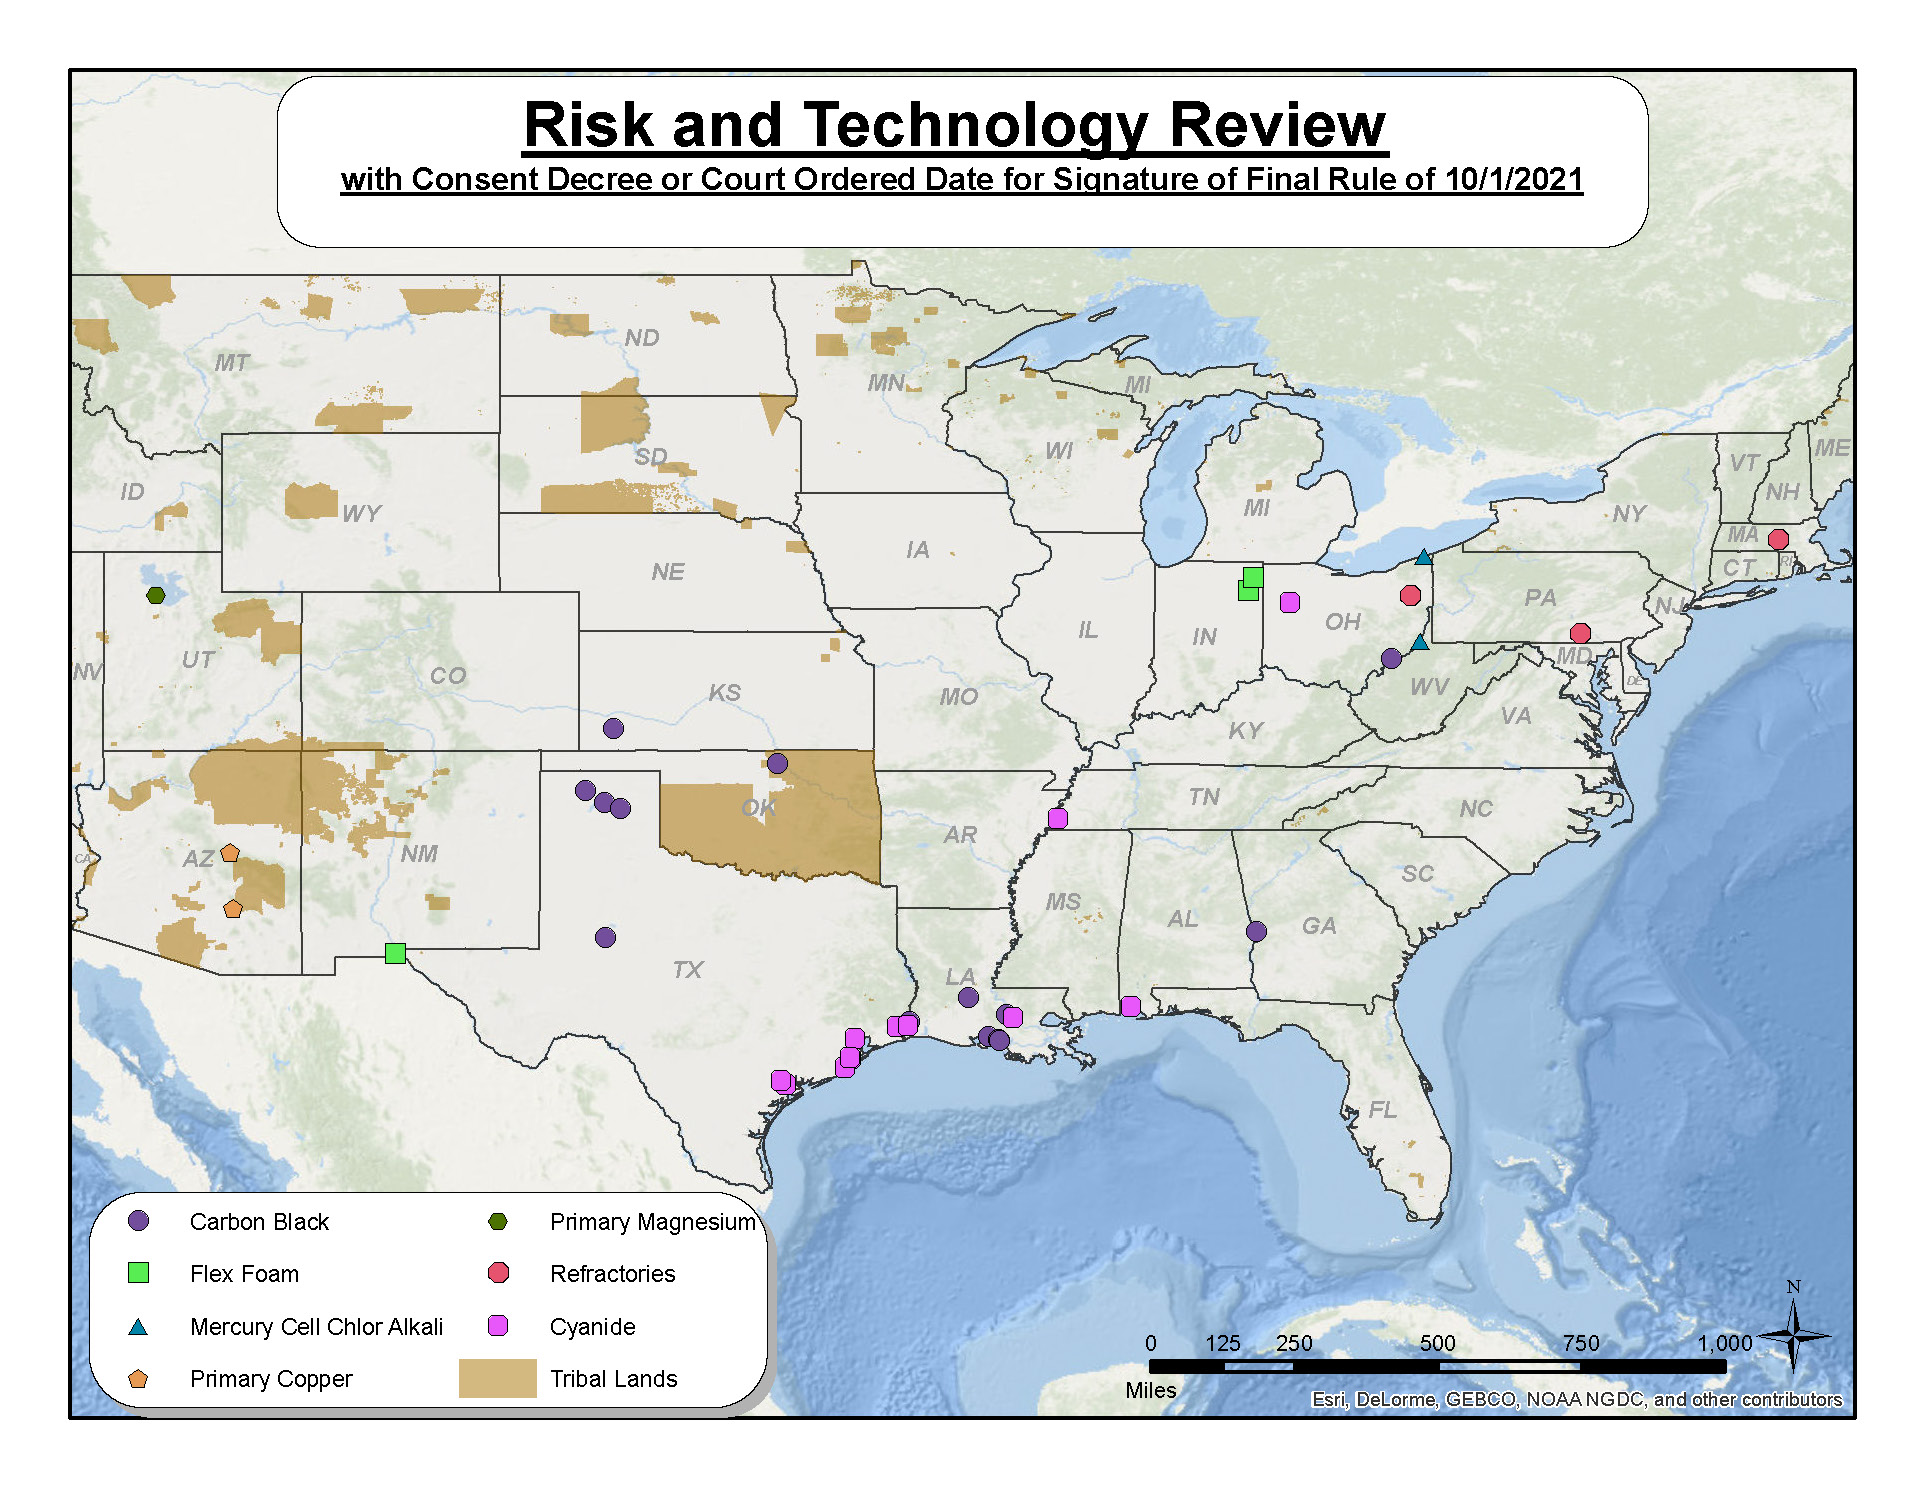 Risk and Technology Review
with Consent Decree or Court Ordered Date for Signature of Final Rule of 10/1/2021
MT
ND
MN
MI
WI
SD
ID
WY
MI
NY
VT
NH
ME
MA
CT
RI
IA
NE
PA
NJ
IL
IN
OH
MD
DE
NV
UT
CO
KS
MO
WV
VA
KY
OK
TN
NC
AR
CA
AZ
NM
SC
MS
AL
GA
TX
LA
FL
Carbon Black
Primary Magnesium
Flex Foam
Refractories
Mercury Cell Chlor Alkali
Cyanide
Primary Copper
Tribal Lands
N
0 125 250 500 750 1,000
Miles
Esri, DeLorme, GEBCO, NOAA NGDC, and other contributors